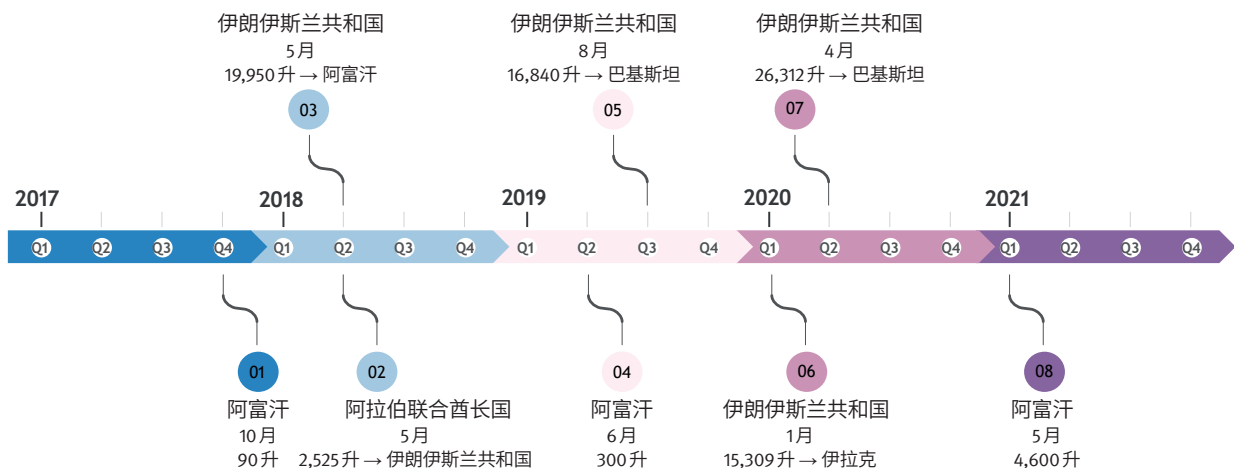 伊朗伊斯兰共和国
5月
19,950升 → 阿富汗
03
伊朗伊斯兰共和国
8月
16,840升 → 巴基斯坦
05
伊朗伊斯兰共和国
4月
26,312升 → 巴基斯坦
07
2017 2018 2019 2020 2021
Q1 Q2 Q3 Q4 Q1 Q2 Q3 Q4 Q1 Q2 Q3 Q4 Q1 Q2 Q3 Q4 Q1 Q2 Q3 Q4
01
阿富汗
10月
90升
02
阿拉伯联合酋长国
5月
2,525升 → 伊朗伊斯兰共和国
04
阿富汗
6月
300升
06
伊朗伊斯兰共和国
1月
15,309升 → 伊拉克
08
阿富汗
5月
4,600升